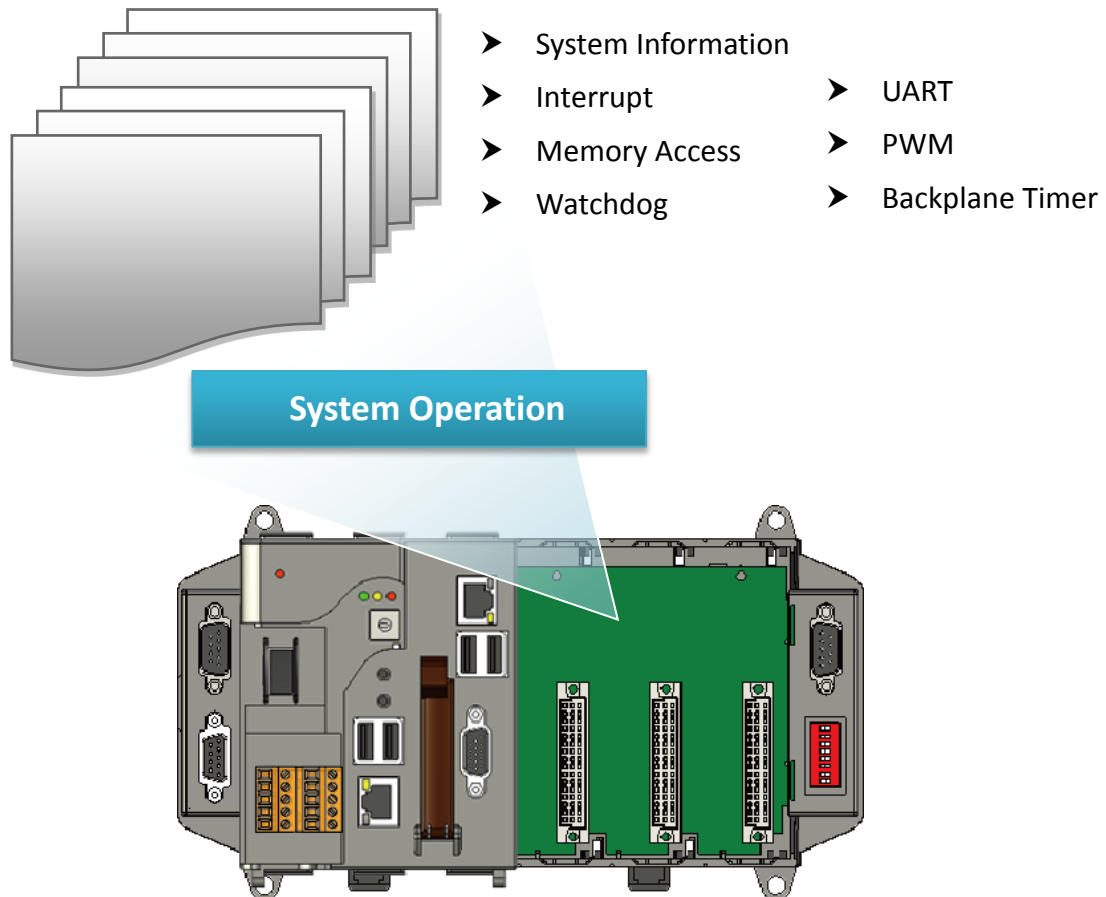 ➤ System Information
➤ Interrupt
➤ Memory Access
➤ Watchdog
➤ UART
➤ PWM
➤ Backplane Timer
System Operation